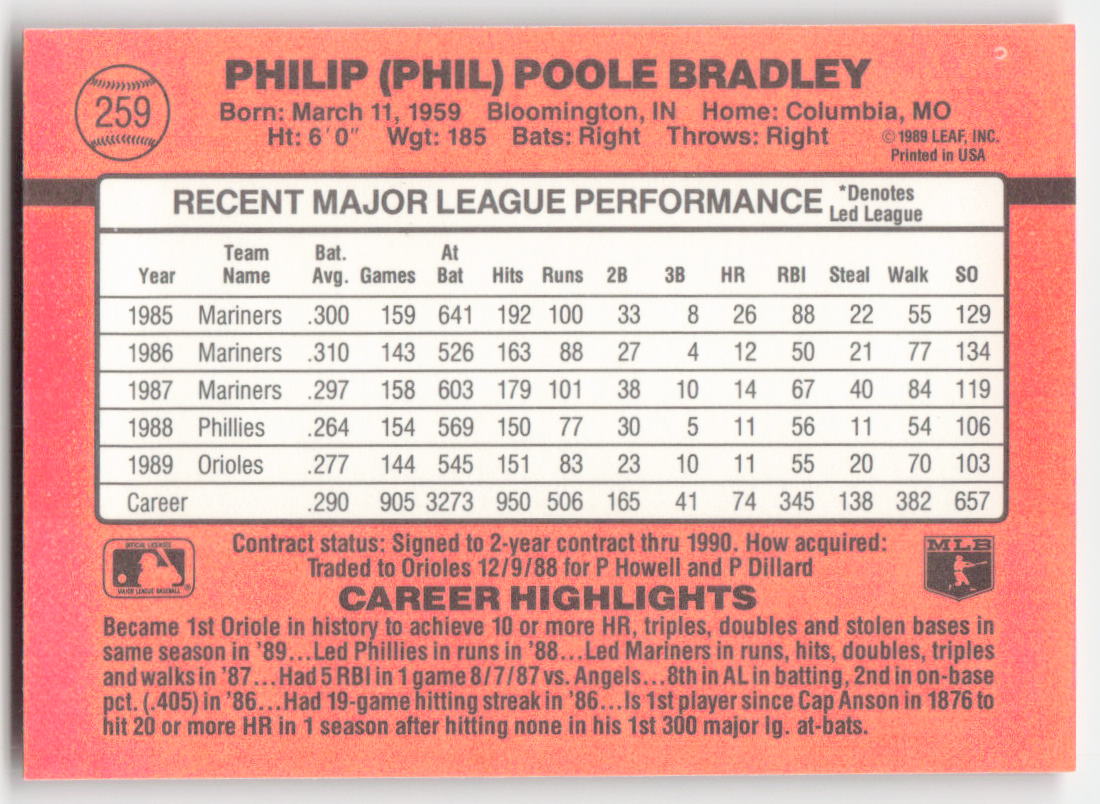 PHILIP (PHIL) POOLE BRADLEY
259
Born: March 11, 1959 Bloomington, IN Home: Columbia, MO
Ht: 6'0" Wgt: 185 Bats: Right Throws: Right
© 1989 LEAF, INC.
Printed in USA
RECENT MAJOR LEAGUE PERFORMANCE *Denotes Led League
Year Team Name Bat. Avg. Games At Bat Hits Runs 2B 3B HR RBI Steal Walk SO
1985 Mariners .300 159 641 192 100 33 8 26 88 22 55 129
1986 Mariners .310 143 526 163 88 27 4 12 50 21 77 134
1987 Mariners .297 158 603 179 101 38 10 14 67 40 84 119
1988 Phillies .264 154 569 150 77 30 5 11 56 11 54 106
1989 Orioles .277 144 545 151 83 23 10 11 55 20 70 103
Career .290 905 3273 950 506 165 41 74 345 138 382 657
Contract status: Signed to 2-year contract thru 1990. How acquired:
Traded to Orioles 12/9/88 for P Howell and P Dillard
OFFICIAL LICENSEE
MAJOR LEAGUE BASEBALL
MLB
CAREER HIGHLIGHTS
Became 1st Oriole in history to achieve 10 or more HR, triples, doubles and stolen bases in
same season in '89...Led Phillies in runs in '88...Led Mariners in runs, hits, doubles, triples
and walks in '87...Had 5 RBI in 1 game 8/7/87 vs. Angels...8th in AL in batting, 2nd in on-base
pct. (.405) in '86...Had 19-game hitting streak in '86...Is 1st player since Cap Anson in 1876 to
hit 20 or more HR in 1 season after hitting none in his 1st 300 major lg. at-bats.